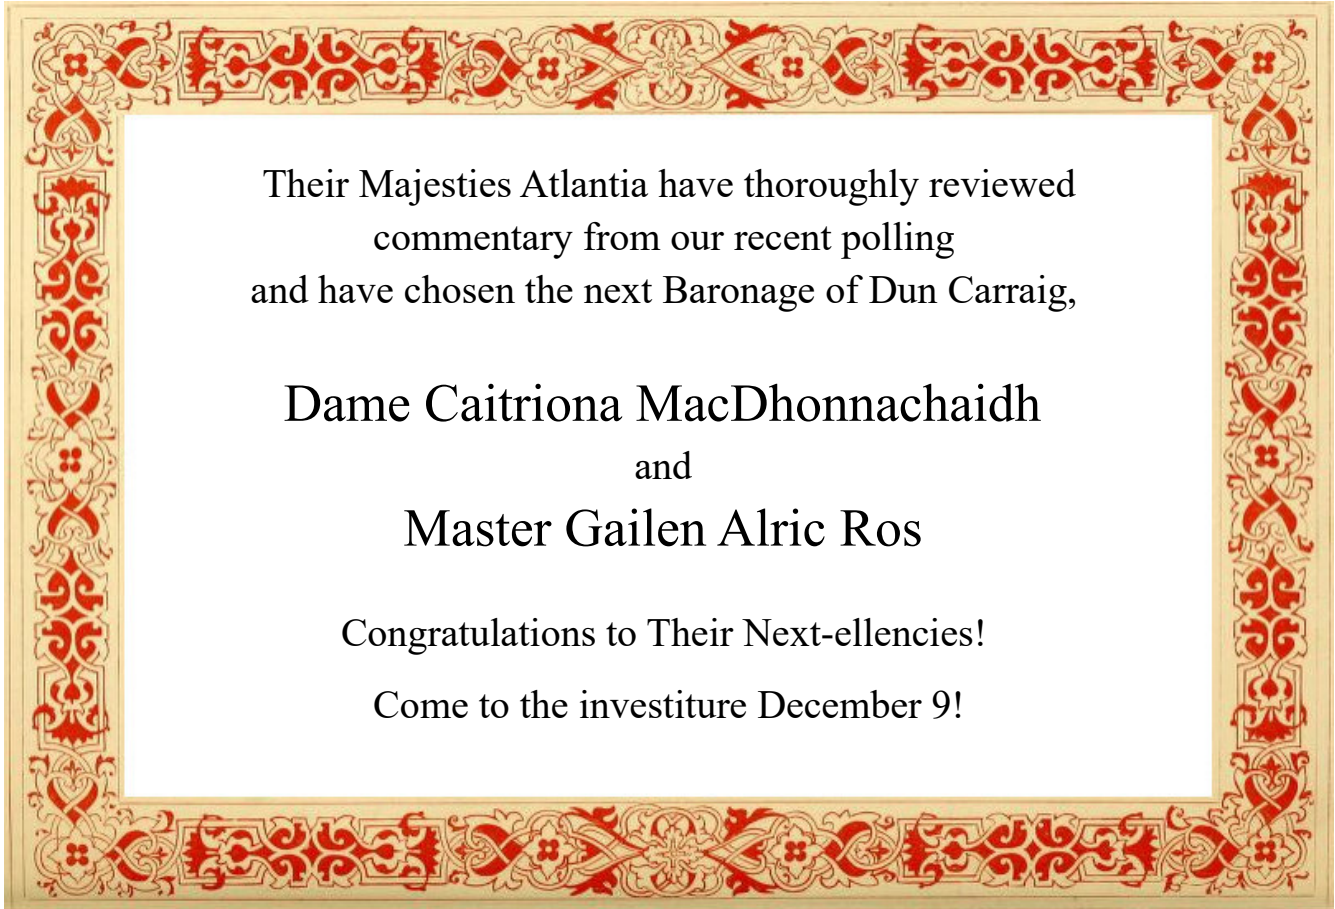 Their Majesties Atlantia have thoroughly reviewed
commentary from our recent polling
and have chosen the next Baronage of Dun Carraig,
Dame Caitriona MacDhonnachaidh
and
Master Gailen Alric Ros
Congratulations to Their Next-ellencies!
Come to the investiture December 9!